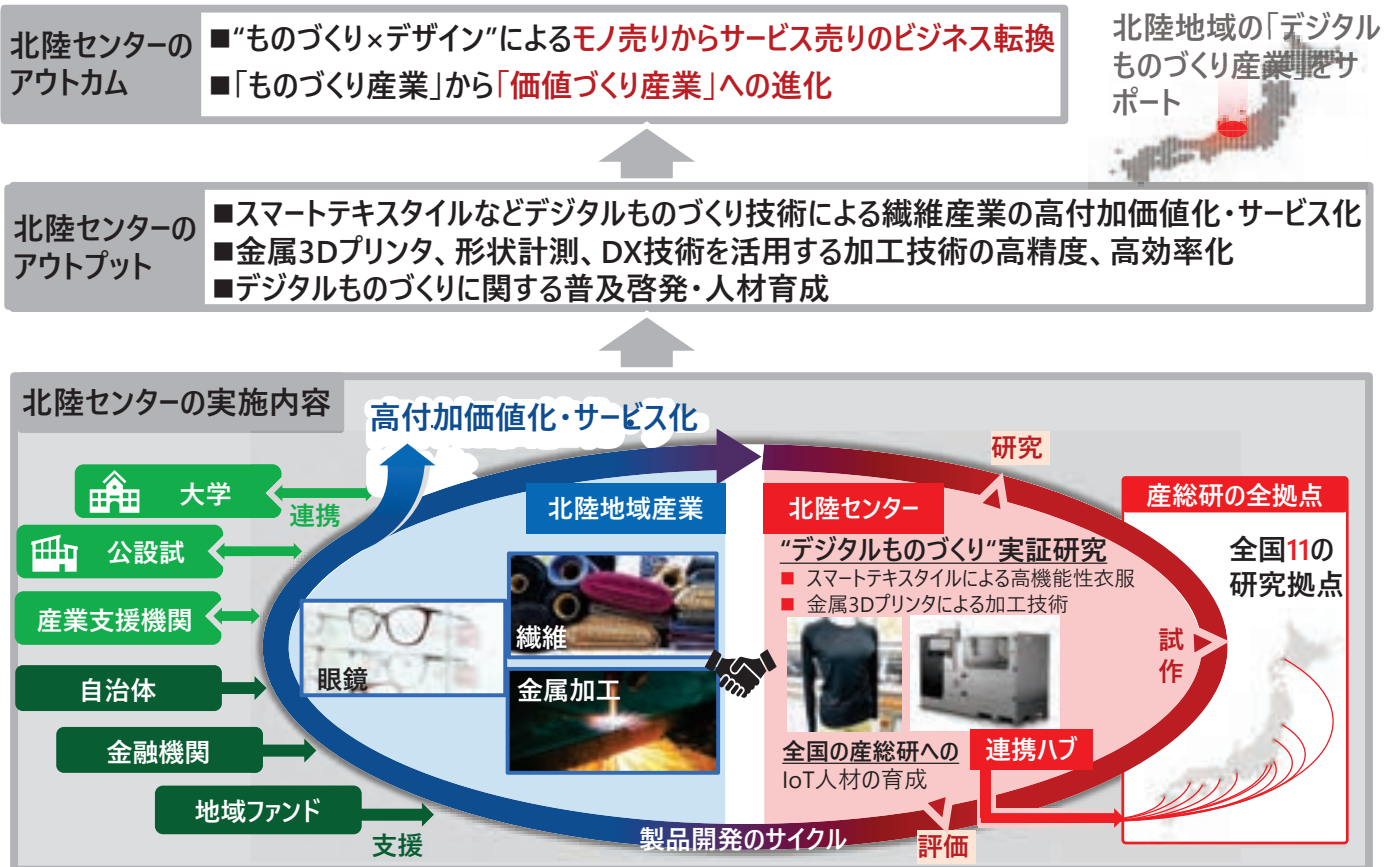 北陸センターの
アウトカム
■“ものづくり×デザイン”によるモノ売りからサービス売りのビジネス転換
■「ものづくり産業」から「価値づくり産業」への進化
北陸地域の「デジタル
ものづくり産業」をサ
ポート
北陸センターの
アウトプット
■スマートテキスタイルなどデジタルものづくり技術による繊維産業の高付加価値化・サービス化
■金属3Dプリンタ、形状計測、DX技術を活用する加工技術の高精度、高効率化
■デジタルものづくりに関する普及啓発・人材育成
北陸センターの実施内容
高付加価値化・サービス化
大学
連携
公設試
産業支援機関
自治体
金融機関
地域ファンド
支援
北陸地域産業
繊維
眼鏡
金属加工
北陸センター
“デジタルものづくり“実証研究
■ スマートテキスタイルによる高機能性衣服
■ 金属3Dプリンタによる加工技術
全国の産総研への
IoT人材の育成
連携ハブ
研究
試
作
評価
製品開発のサイクル
産総研の全拠点
全国11の
研究拠点